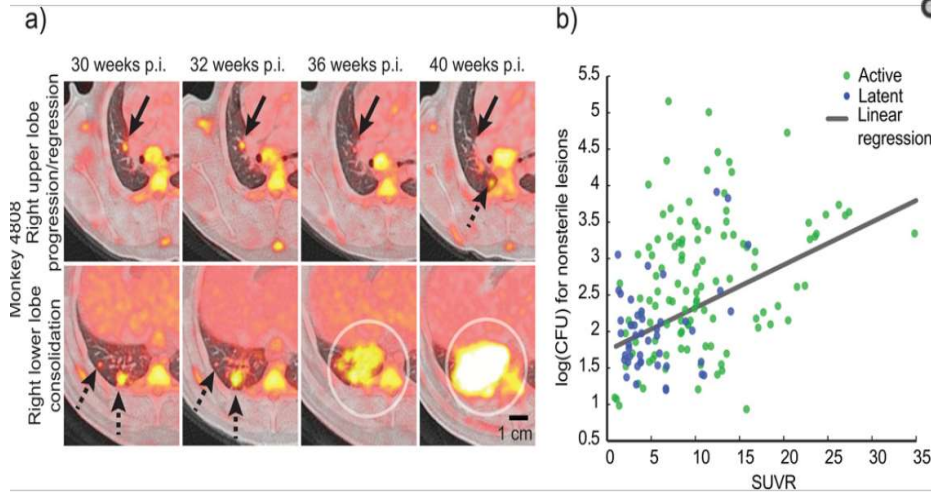 a)
30 weeks p.i.
32 weeks p.i.
36 weeks p.i.
40 weeks p.i.
Monkey 4808
Right upper lobe
progression/regression
Right lower lobe
consolidation
1 cm
b)
log(CFU) for nonsterile lesions
5.5
5
4.5
4
3.5
3
2.5
2
1.5
1
0.5
0
5
10
15
20
25
30
35
SUVR
Active
Latent
Linear
regression